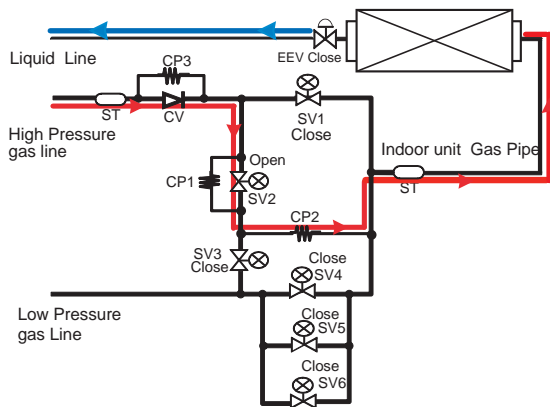 EEV Close
Liquid Line
CP3
ST
CV
High Pressure
gas line
SV1
Close
Indoor unit Gas Pipe
ST
Open
CP1
SV2
CP2
SV3
Close
Close
SV4
Low Pressure
gas Line
Close
SV5
Close
SV6